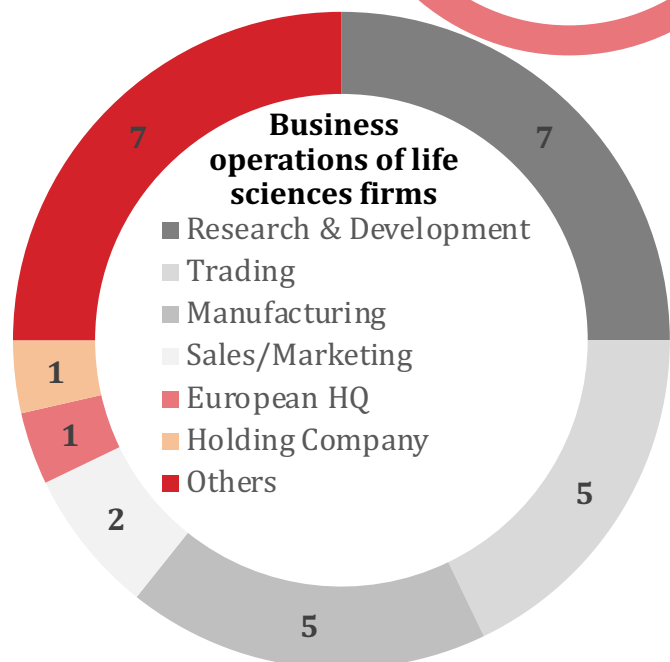 7
7
Business
operations of life
sciences firms
Research & Development
Trading
Manufacturing
Sales/Marketing
European HQ
Holding Company
Others
1
1
2
5
5